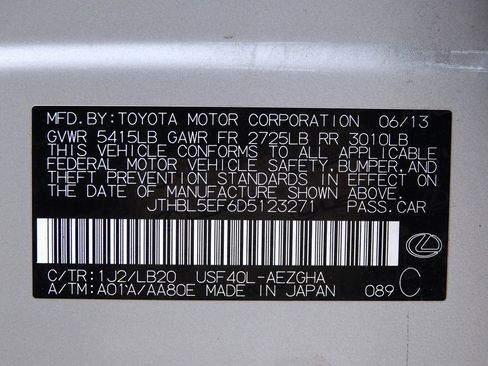 MFD.BY:TOYOTA MOTOR CORPORATION 06/13
GVWR 5415LB GAWR FR 2725LB RR 3010LB
THIS VEHICLE CONFORMS TO ALL APPLICABLE
FEDERAL MOTOR VEHICLE SAFETY,BUMPER,AND
THEFT PREVENTION STANDARDS IN EFFECT ON
THE DATE OF MANUFACTURE SHOWN ABOVE.
JTHBL5EF6D5123271 PASS.CAR
C/TR:1J2/LB20 USF40L-AEZGHA
A/TM:A01A/AA80E MADE IN JAPAN 089 C